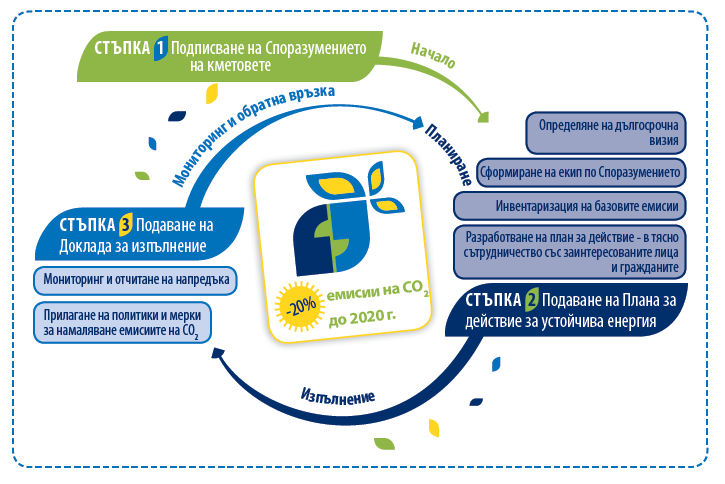 СТЪПКА 1 Подписване на Споразумението
на кметовете
Начало
Мониторинг и обратна връзка
Планиране
Определяне на дългосрочна
визия
Сформиране на екип по Споразумението
Инвентаризация на базовите емисии
Разработване на план за действие - в тясно
сътрудничество със заинтересованите лица
и гражданите
СТЪПКА 2 Подаване на Плана за
действие за устойчива енергия
СТЪПКА 3 Подаване на
Доклада за изпълнение
Мониторинг и отчитане на напредъка
Прилагане на политики и мерки
за намаляване емисиите на CO₂
-20%
емисии на CO₂
до 2020 г.
Изпълнение